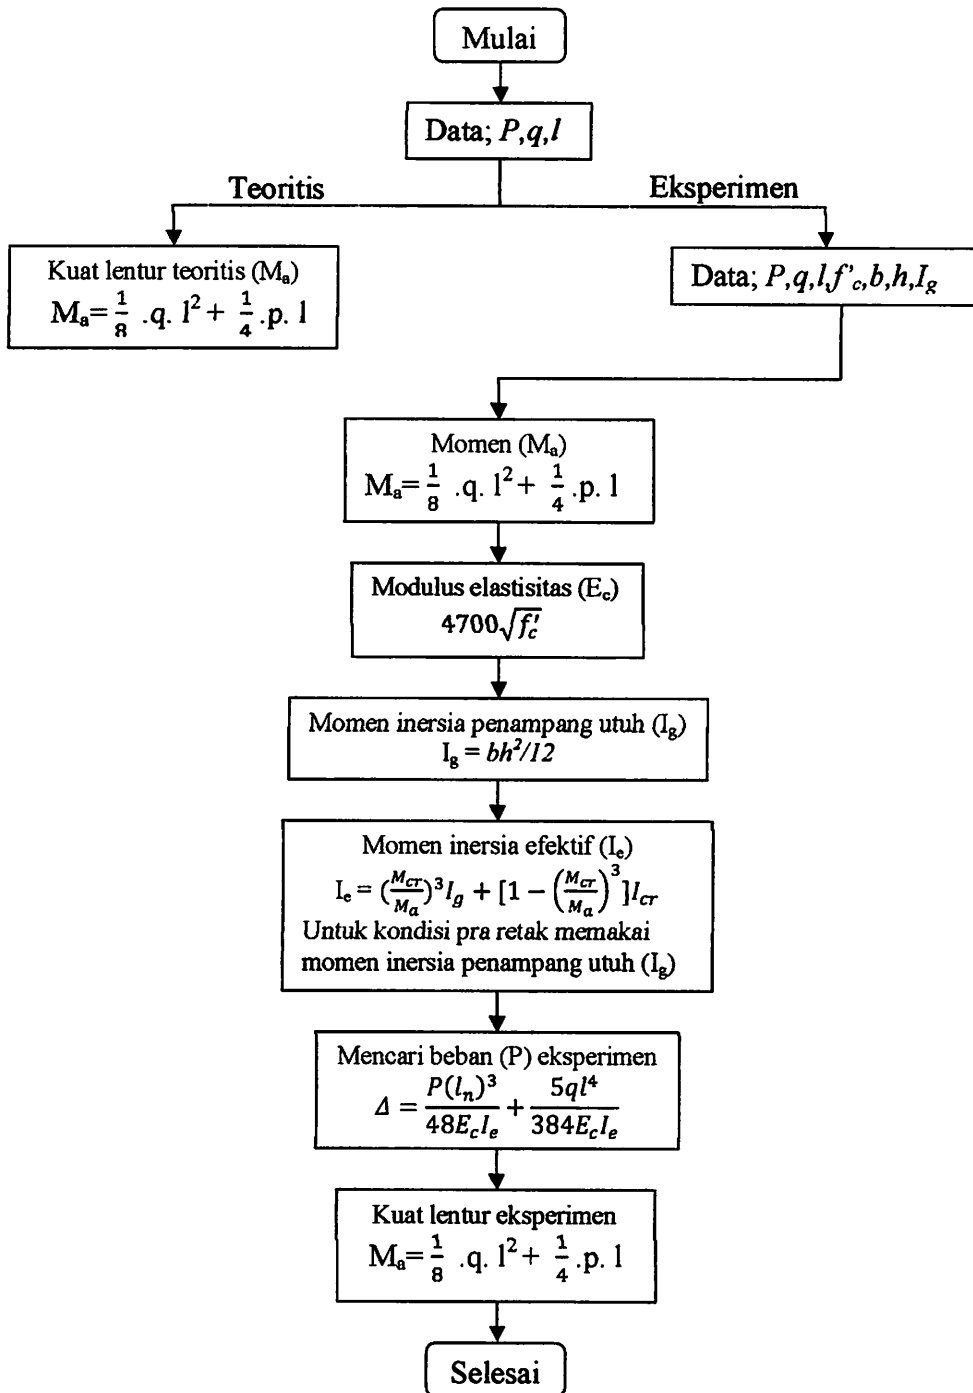 Mulai
Data; P,q,l
Teoritis
Eksperimen
Kuat lentur teoritis (Mₐ)
Mₐ= 1/8 .q. l² + 1/4 .p. l
Data; P,q,l,f'c,b,h,Ig
Momen (Mₐ)
Mₐ= 1/8 .q. l² + 1/4 .p. l
Modulus elastisitas (Ec)
4700√f'c
Momen inersia penampang utuh (Ig)
Ig = bh²/12
Momen inersia efektif (Ie)
Ie = (Mcr/Ma)³Ig + [1 − (Mcr/Ma)³]Icr
Untuk kondisi pra retak memakai
momen inersia penampang utuh (Ig)
Mencari beban (P) eksperimen
Δ = P(ln)³/48EcIe + 5ql⁴/384EcIe
Kuat lentur eksperimen
Mₐ= 1/8 .q. l² + 1/4 .p. l
Selesai